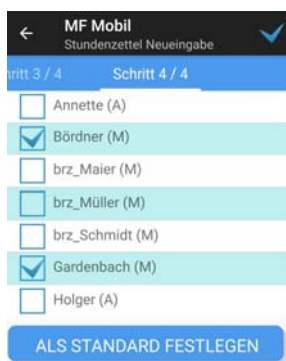 MF Mobil
Stundenzettel Neueingabe
ritt 3 / 4 Schritt 4 / 4
Annette (A)
Bördner (M)
brz_Maier (M)
brz_Müller (M)
brz_Schmidt (M)
Gardenbach (M)
Holger (A)
ALS STANDARD FESTLEGEN